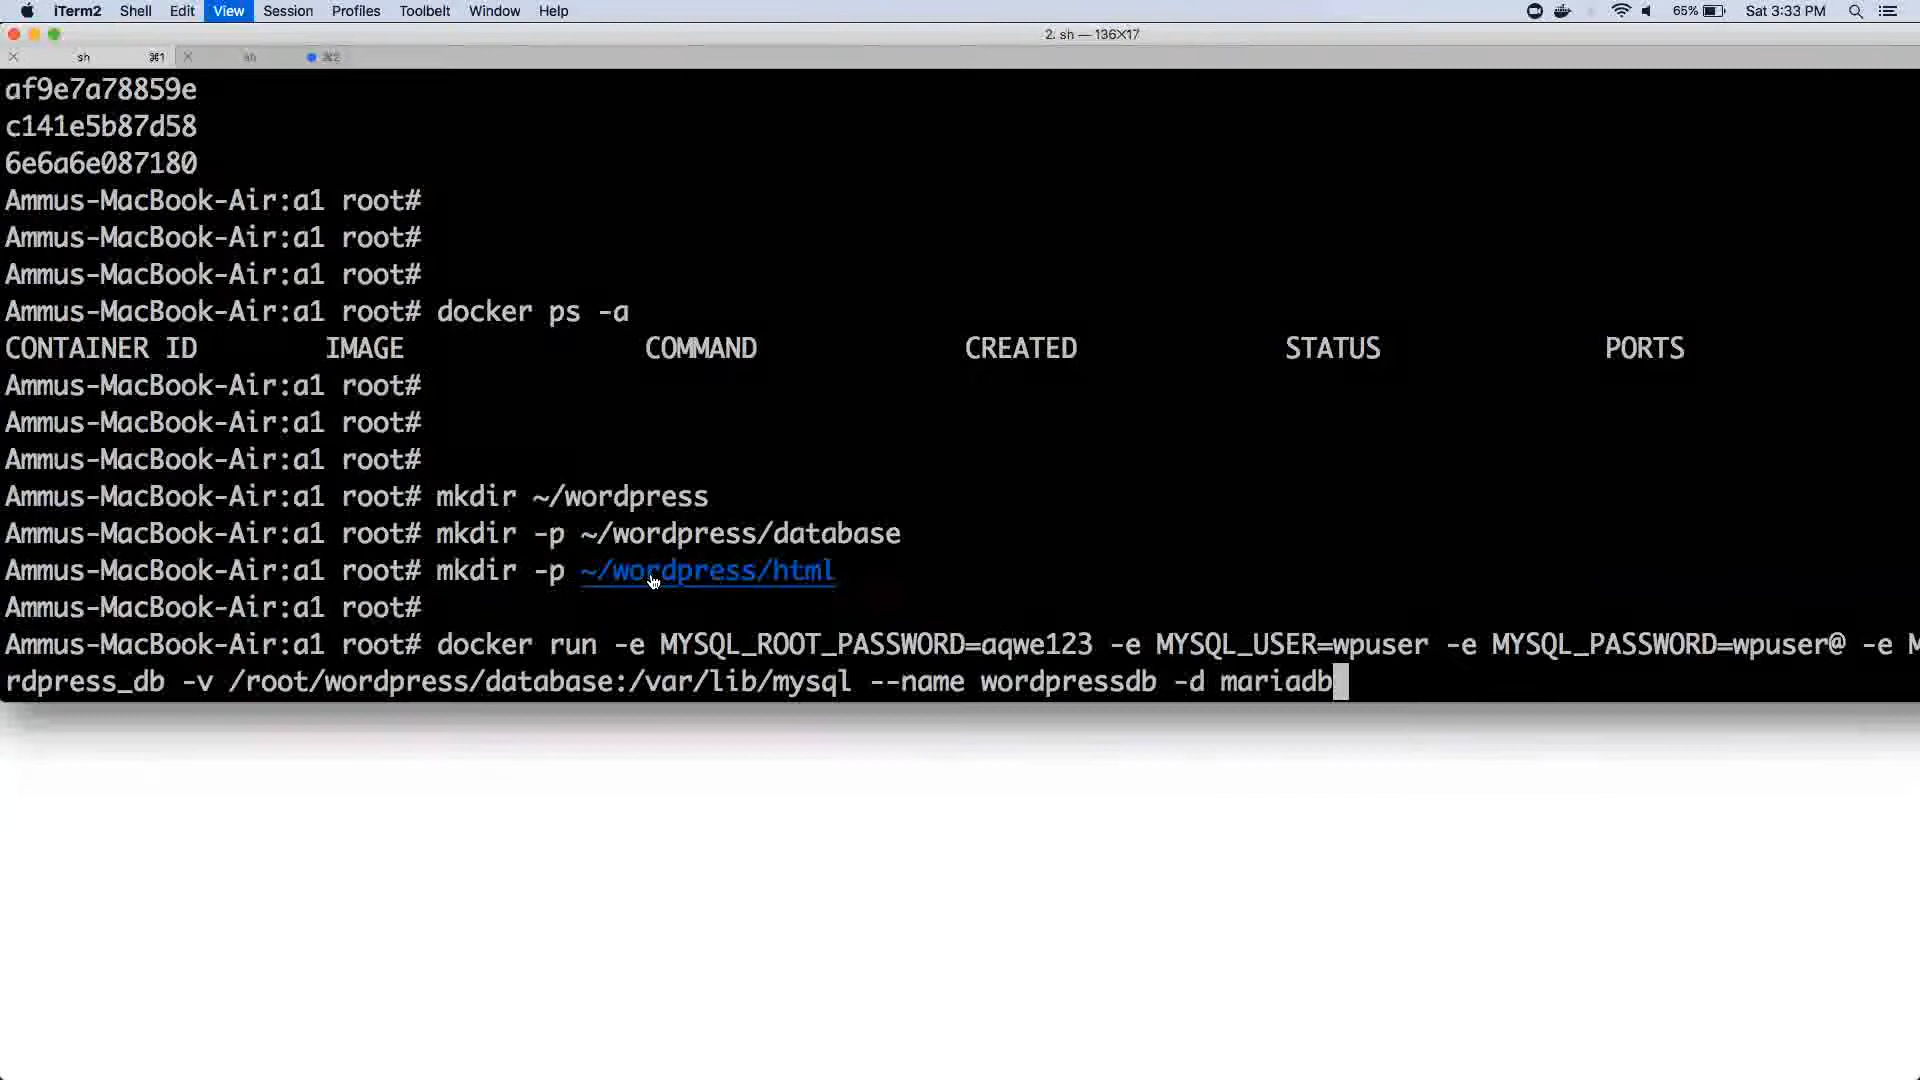 iTerm2 Shell Edit View Session Profiles Toolbelt Window Help 65% Sat 3:33 PM
2. sh — 136×17
sh ⌘1 sh ⌘2
af9e7a78859e
c141e5b87d58
6e6a6e087180
Ammus-MacBook-Air:a1 root#
Ammus-MacBook-Air:a1 root#
Ammus-MacBook-Air:a1 root#
Ammus-MacBook-Air:a1 root# docker ps -a
CONTAINER ID IMAGE COMMAND CREATED STATUS PORTS
Ammus-MacBook-Air:a1 root#
Ammus-MacBook-Air:a1 root#
Ammus-MacBook-Air:a1 root#
Ammus-MacBook-Air:a1 root# mkdir ~/wordpress
Ammus-MacBook-Air:a1 root# mkdir -p ~/wordpress/database
Ammus-MacBook-Air:a1 root# mkdir -p ~/wordpress/html
Ammus-MacBook-Air:a1 root#
Ammus-MacBook-Air:a1 root# docker run -e MYSQL_ROOT_PASSWORD=aqwe123 -e MYSQL_USER=wpuser -e MYSQL_PASSWORD=wpuser@ -e M
rdpress_db -v /root/wordpress/database:/var/lib/mysql --name wordpressdb -d mariadb